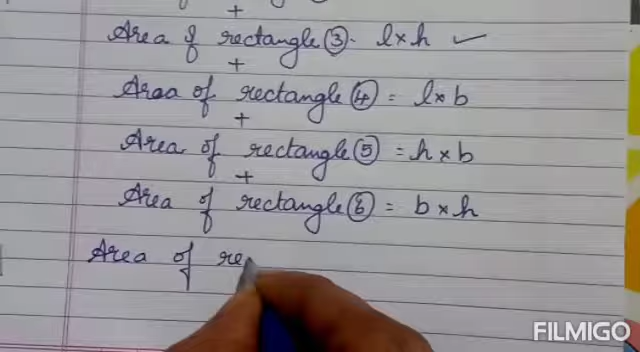 +
Area of rectangle ③. l×h ✓
+
Araa of rectangle ④ = l×b
+
Area of rectangle ⑤ = h×b
+
Area of rectangle ⑥ = b×h
Area of re
FILMIGO